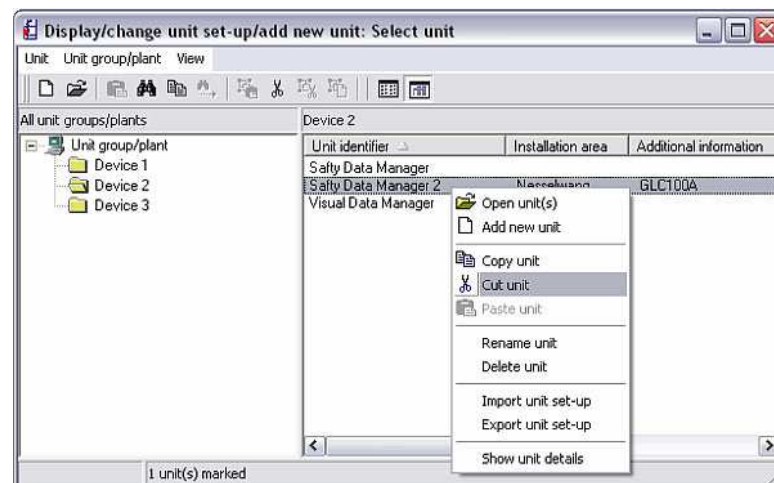 Display/change unit set-up/add new unit: Select unit
Unit Unit group/plant View
All unit groups/plants
Device 2
Unit group/plant
Device 1
Device 2
Device 3
Unit identifier Installation area Additional information
Safty Data Manager
Safty Data Manager 2 Nesselwang GLC100A
Visual Data Manager
Open unit(s)
Add new unit
Copy unit
Cut unit
Paste unit
Rename unit
Delete unit
Import unit set-up
Export unit set-up
Show unit details
1 unit(s) marked